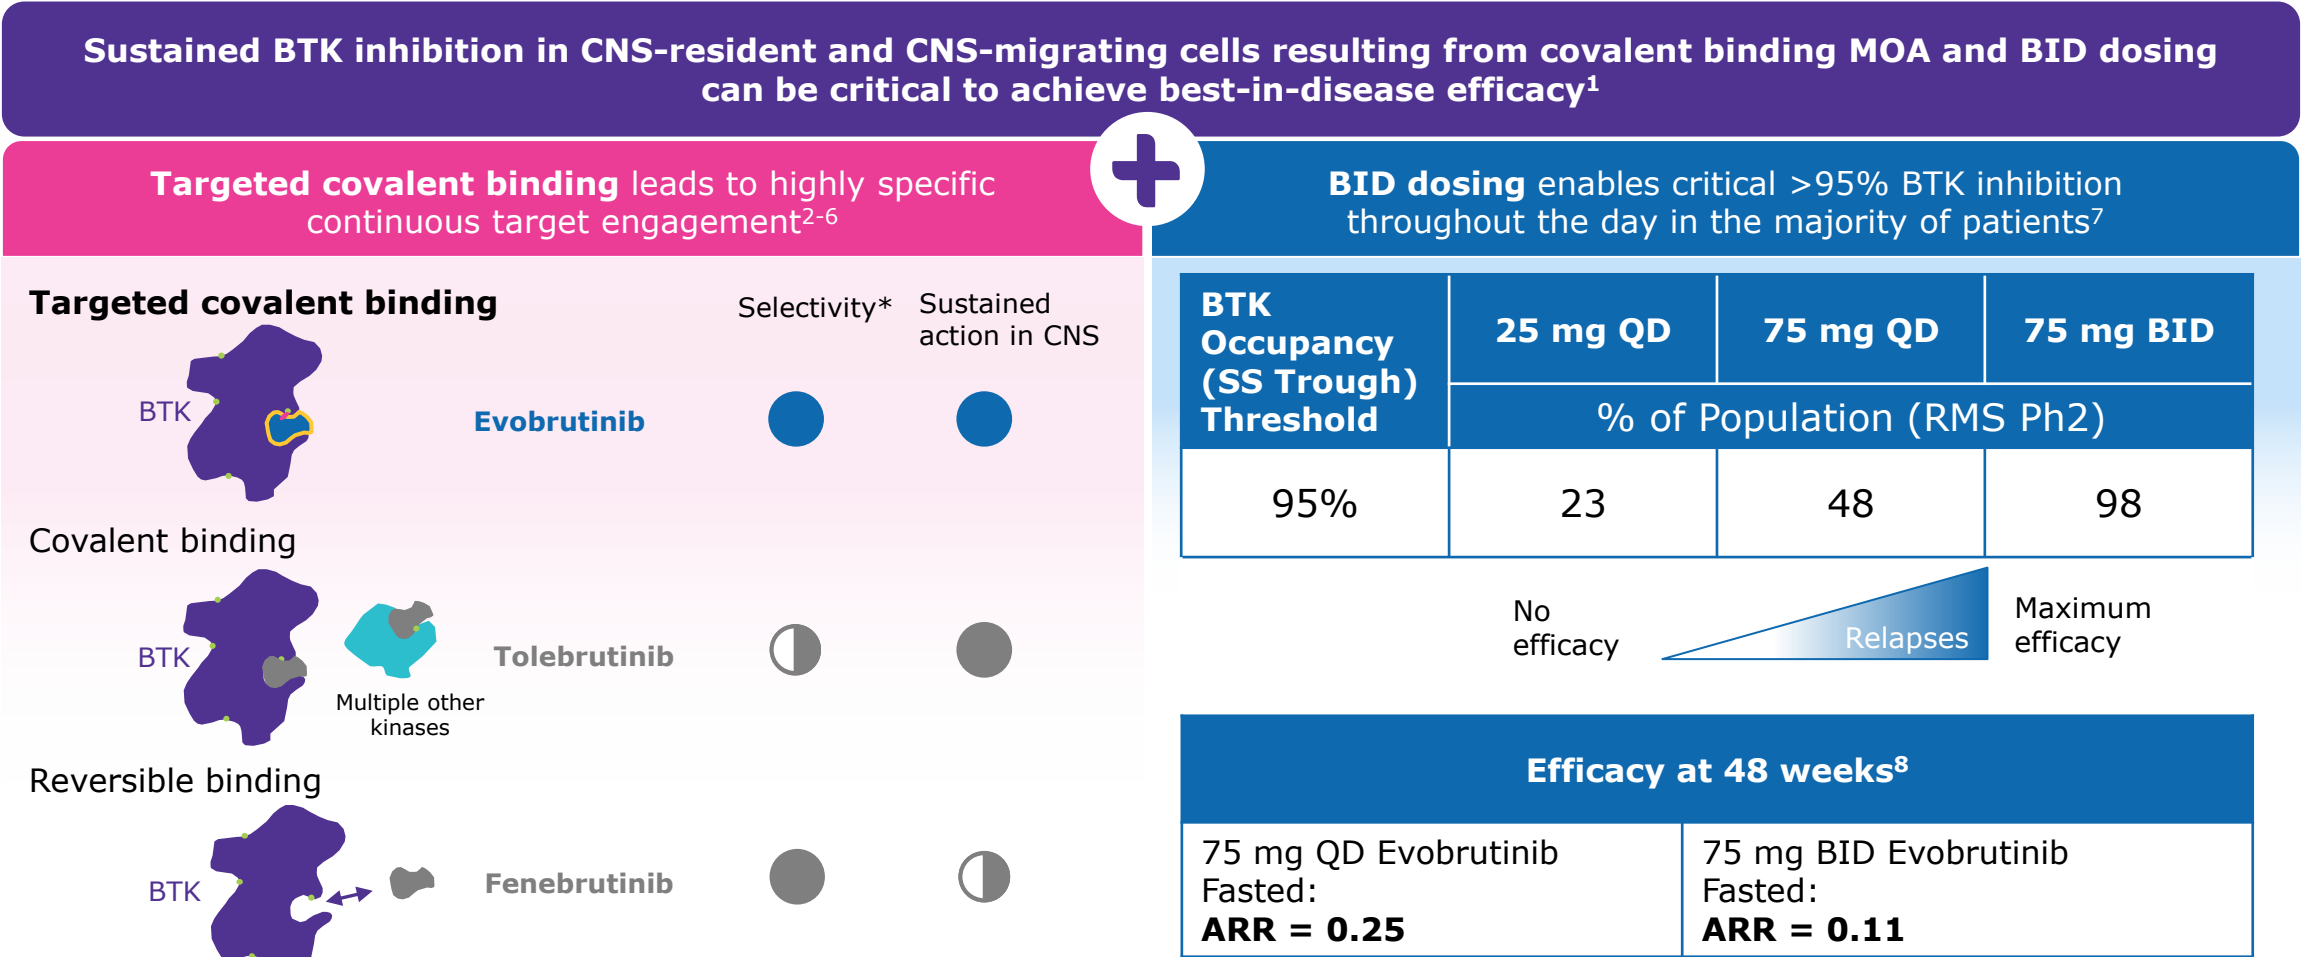 Sustained BTK inhibition in CNS-resident and CNS-migrating cells resulting from covalent binding MOA and BID dosing
can be critical to achieve best-in-disease efficacy¹
Targeted covalent binding leads to highly specific
continuous target engagement²⁻⁶
BID dosing enables critical >95% BTK inhibition
throughout the day in the majority of patients⁷
Targeted covalent binding
Selectivity*
Sustained
action in CNS
BTK
Evobrutinib
Covalent binding
BTK
Multiple other
kinases
Tolebrutinib
Reversible binding
BTK
Fenebrutinib
BTK
Occupancy
(SS Trough)
Threshold
25 mg QD
75 mg QD
75 mg BID
% of Population (RMS Ph2)
95%
23
48
98
No
efficacy
Relapses
Maximum
efficacy
Efficacy at 48 weeks⁸
75 mg QD Evobrutinib
Fasted:
ARR = 0.25
75 mg BID Evobrutinib
Fasted:
ARR = 0.11